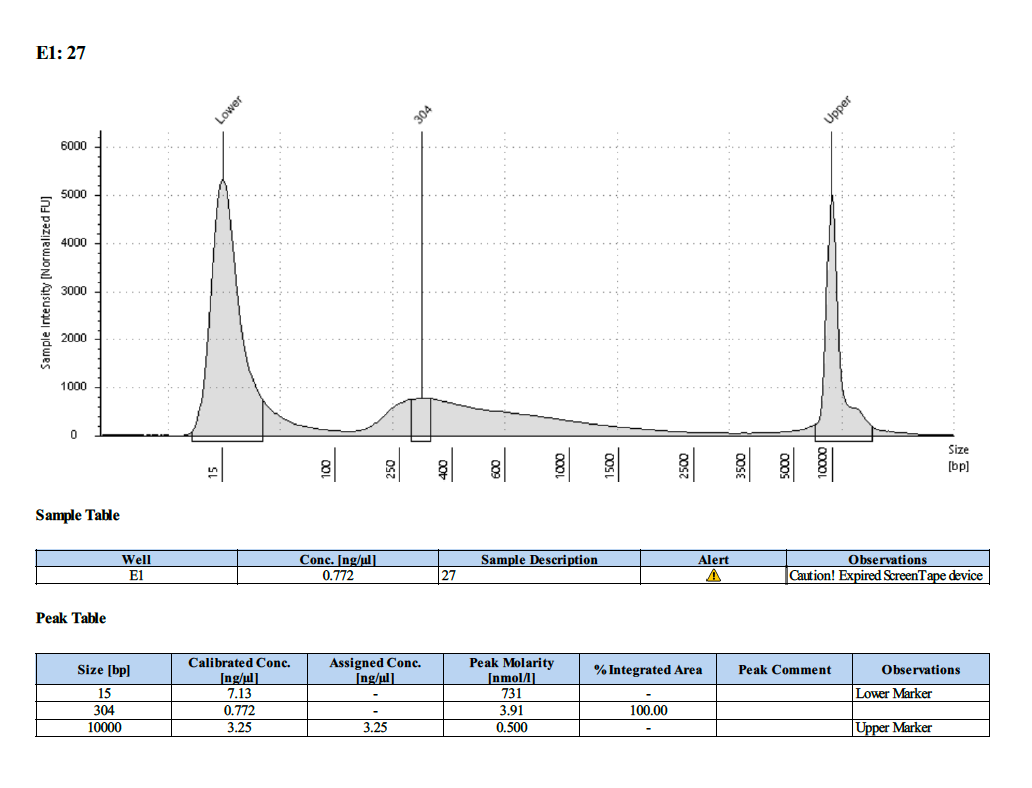 E1: 27
Lower
304
Upper
Sample Intensity [Normalized FU]
6000
5000
4000
3000
2000
1000
0
15
100
250
400
600
1000
1500
2500
3500
5000
10000
Size
[bp]
Sample Table
Well Conc. [ng/µl] Sample Description Alert Observations
E1 0.772 27 Caution! Expired ScreenTape device
Peak Table
Size [bp] Calibrated Conc. [ng/µl] Assigned Conc. [ng/µl] Peak Molarity [nmol/l] % Integrated Area Peak Comment Observations
15 7.13 - 731 - Lower Marker
304 0.772 - 3.91 100.00
10000 3.25 3.25 0.500 - Upper Marker